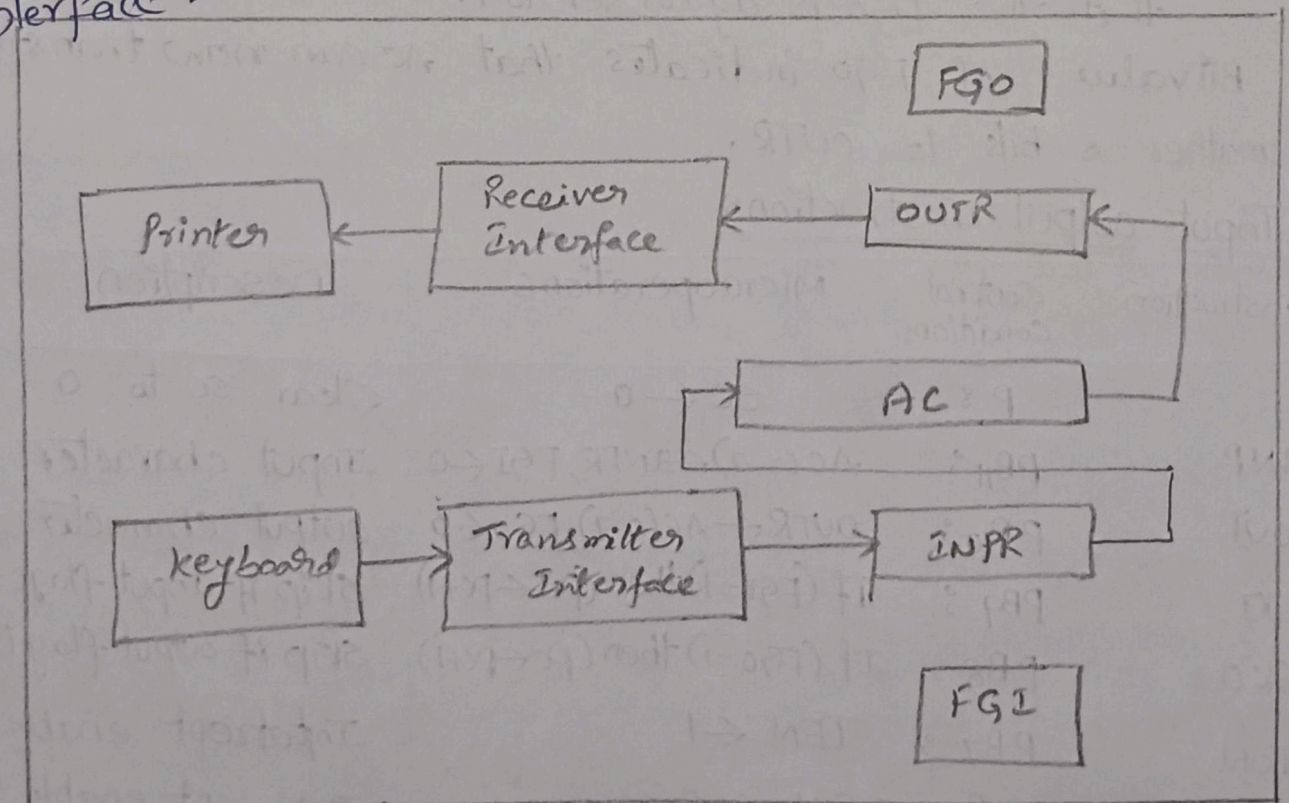 FGO
Receiver
Interface
Printer
OUTR
AC
keyboard
Transmitter
Interface
INPR
FGI